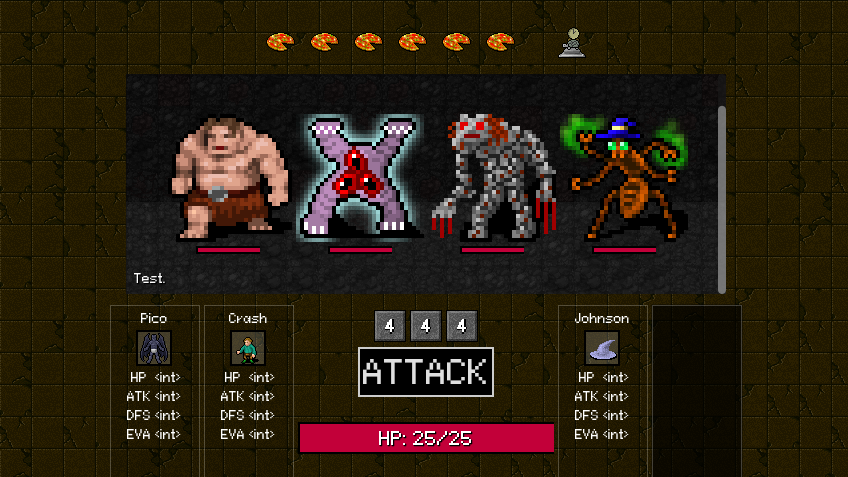 Test.
Pico
HP <int>
ATK <int>
DFS <int>
EVA <int>
Crash
HP <int>
ATK <int>
DFS <int>
EVA <int>
4 4 4
ATTACK
HP: 25/25
Johnson
HP <int>
ATK <int>
DFS <int>
EVA <int>